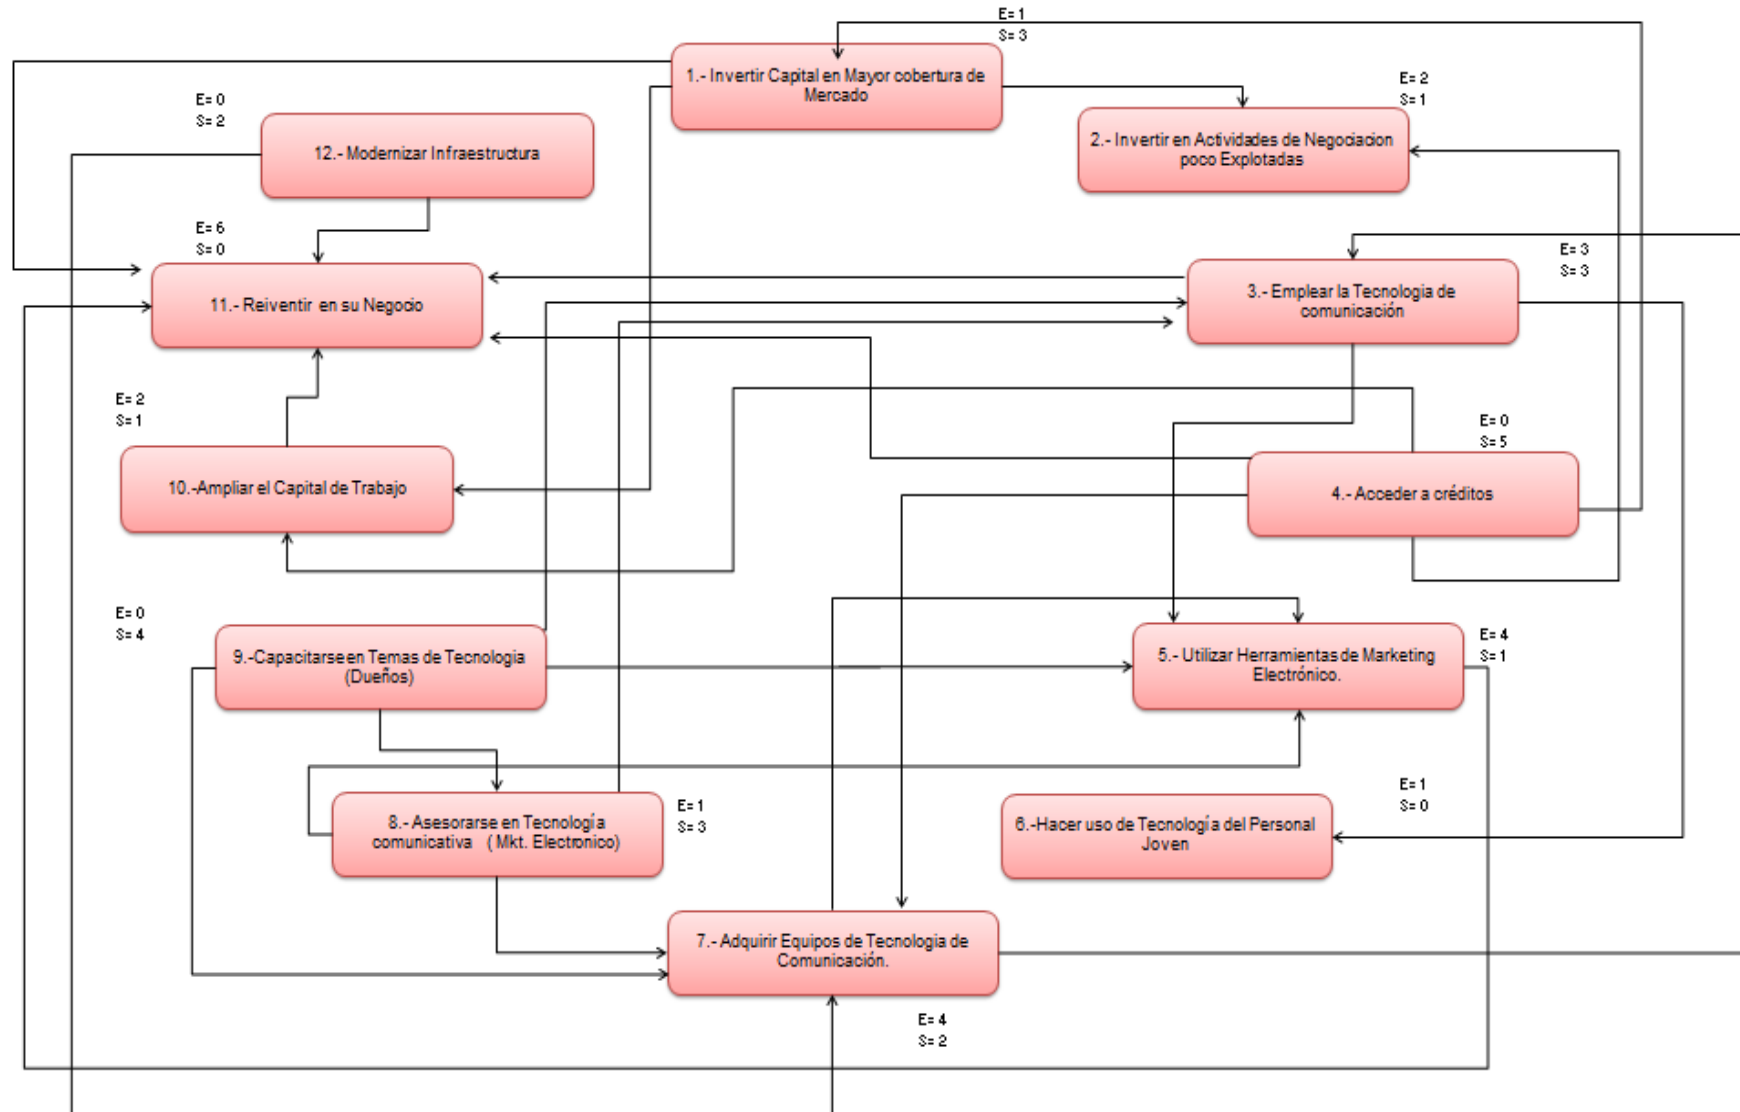 E= 1
S= 3
1.- Invertir Capital en Mayor cobertura de
Mercado
E= 2
S= 1
2.- Invertir en Actividades de Negociacion
poco Explotadas
E= 0
S= 2
12.- Modernizar Infraestructura
E= 6
S= 0
11.- Reiventir en su Negocio
E= 3
S= 3
3.- Emplear la Tecnologia de
comunicación
E= 2
S= 1
10.-Ampliar el Capital de Trabajo
E= 0
S= 5
4.- Acceder a créditos
E= 0
S= 4
9.-Capacitarse en Temas de Tecnologia
(Dueños)
E= 4
S= 1
5.- Utilizar Herramientas de Marketing
Electrónico.
E= 1
S= 3
8.- Asesorarse en Tecnología
comunicativa ( Mkt. Electronico)
E= 1
S= 0
6.-Hacer uso de Tecnología del Personal
Joven
7.- Adquirir Equipos de Tecnologia de
Comunicación.
E= 4
S= 2